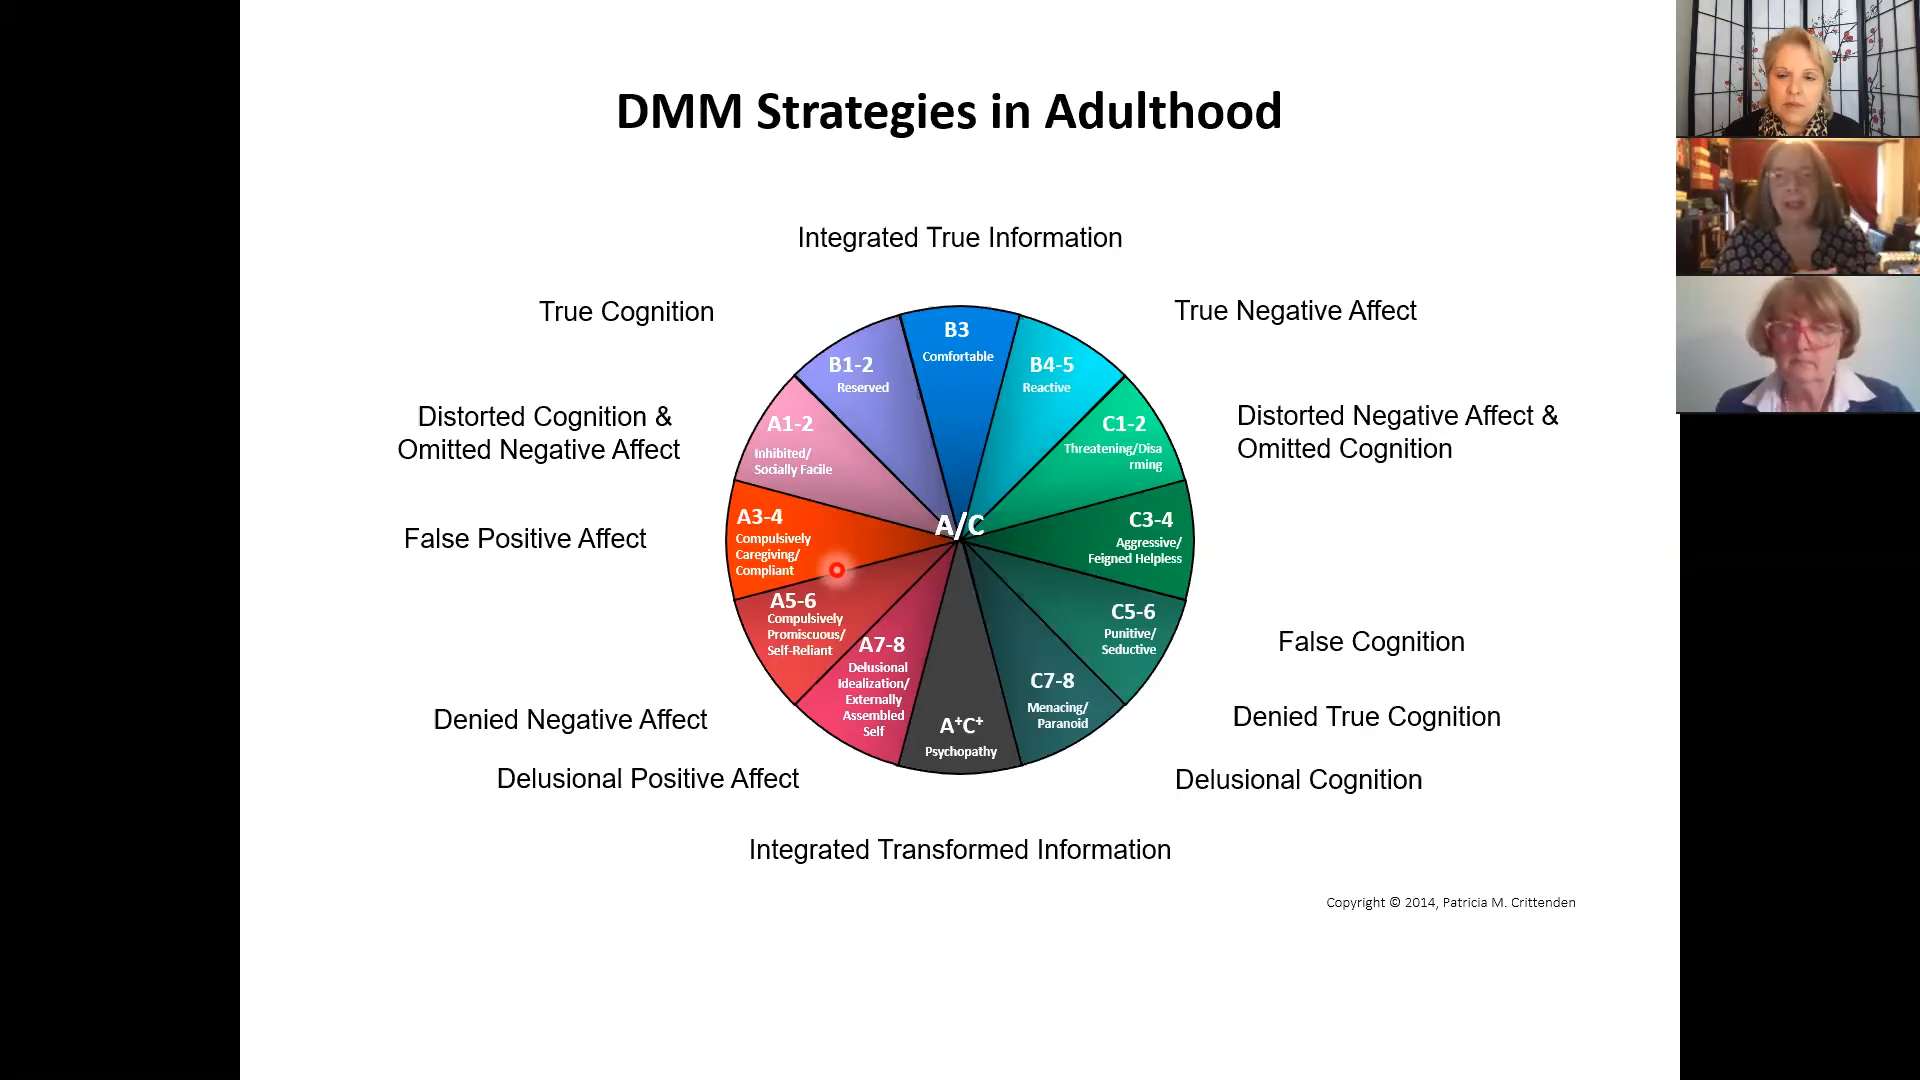 DMM Strategies in Adulthood
Integrated True Information
True Cognition
True Negative Affect
B3
Comfortable
B1-2
Reserved
B4-5
Reactive
Distorted Cognition &
Omitted Negative Affect
A1-2
Inhibited/
Socially Facile
C1-2
Threatening/Disa
rming
Distorted Negative Affect &
Omitted Cognition
A/C
False Positive Affect
A3-4
Compulsively
Caregiving/
Compliant
C3-4
Aggressive/
Feigned Helpless
A5-6
Compulsively
Promiscuous/
Self-Reliant
C5-6
Punitive/
Seductive
False Cognition
A7-8
Delusional
Idealization/
Externally
Assembled
Self
C7-8
Menacing/
Paranoid
Denied Negative Affect
A⁺C⁺
Psychopathy
Denied True Cognition
Delusional Positive Affect
Delusional Cognition
Integrated Transformed Information
Copyright © 2014, Patricia M. Crittenden